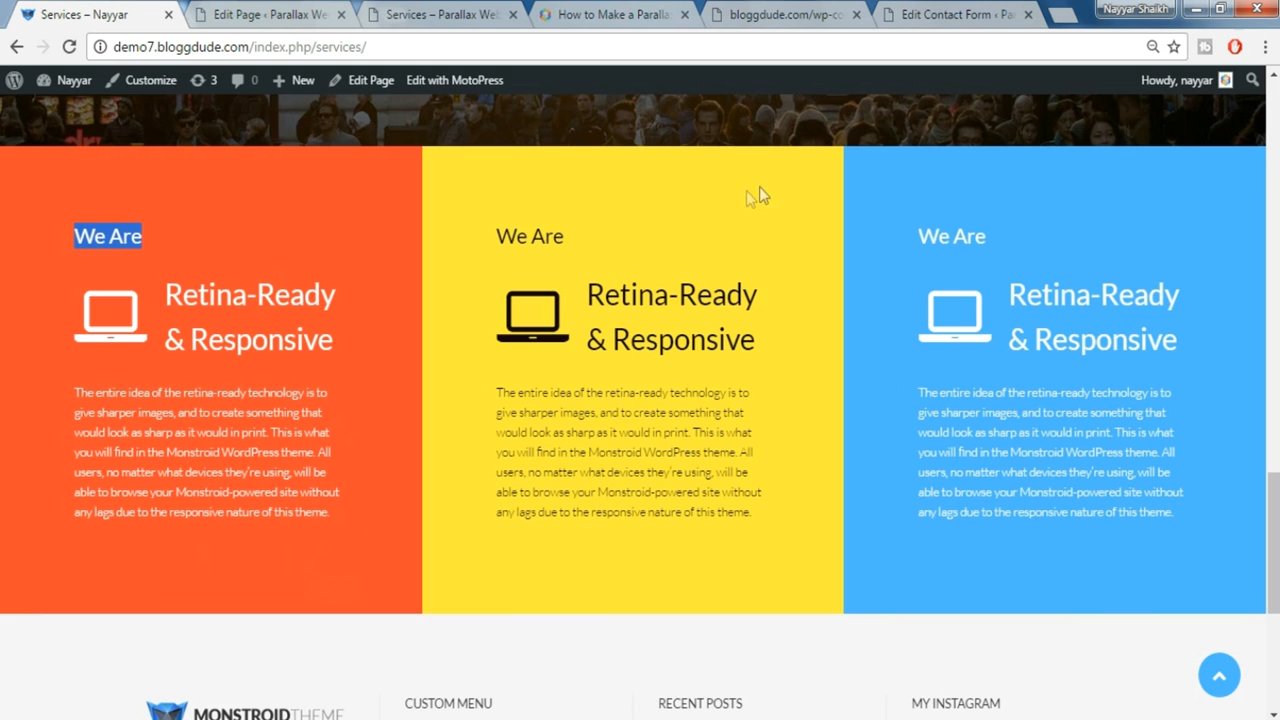 Services – Nayyar
Edit Page ‹ Parallax We
Services – Parallax Wel
How to Make a Paralla
bloggdude.com/wp-co
Edit Contact Form ‹ Pa
Nayyar Shaikh
demo7.bloggdude.com/index.php/services/
Nayyar
Customize
3
0
New
Edit Page
Edit with MotoPress
Howdy, nayyar
We Are
Retina-Ready
& Responsive
The entire idea of the retina-ready technology is to
give sharper images, and to create something that
would look as sharp as it would in print. This is what
you will find in the Monstroid WordPress theme. All
users, no matter what devices they're using, will be
able to browse your Monstroid-powered site without
any lags due to the responsive nature of this theme.
We Are
Retina-Ready
& Responsive
The entire idea of the retina-ready technology is to
give sharper images, and to create something that
would look as sharp as it would in print. This is what
you will find in the Monstroid WordPress theme. All
users, no matter what devices they're using, will be
able to browse your Monstroid-powered site without
any lags due to the responsive nature of this theme.
We Are
Retina-Ready
& Responsive
The entire idea of the retina-ready technology is to
give sharper images, and to create something that
would look as sharp as it would in print. This is what
you will find in the Monstroid WordPress theme. All
users, no matter what devices they're using, will be
able to browse your Monstroid-powered site without
any lags due to the responsive nature of this theme.
MONSTROIDTHEME
CUSTOM MENU
RECENT POSTS
MY INSTAGRAM